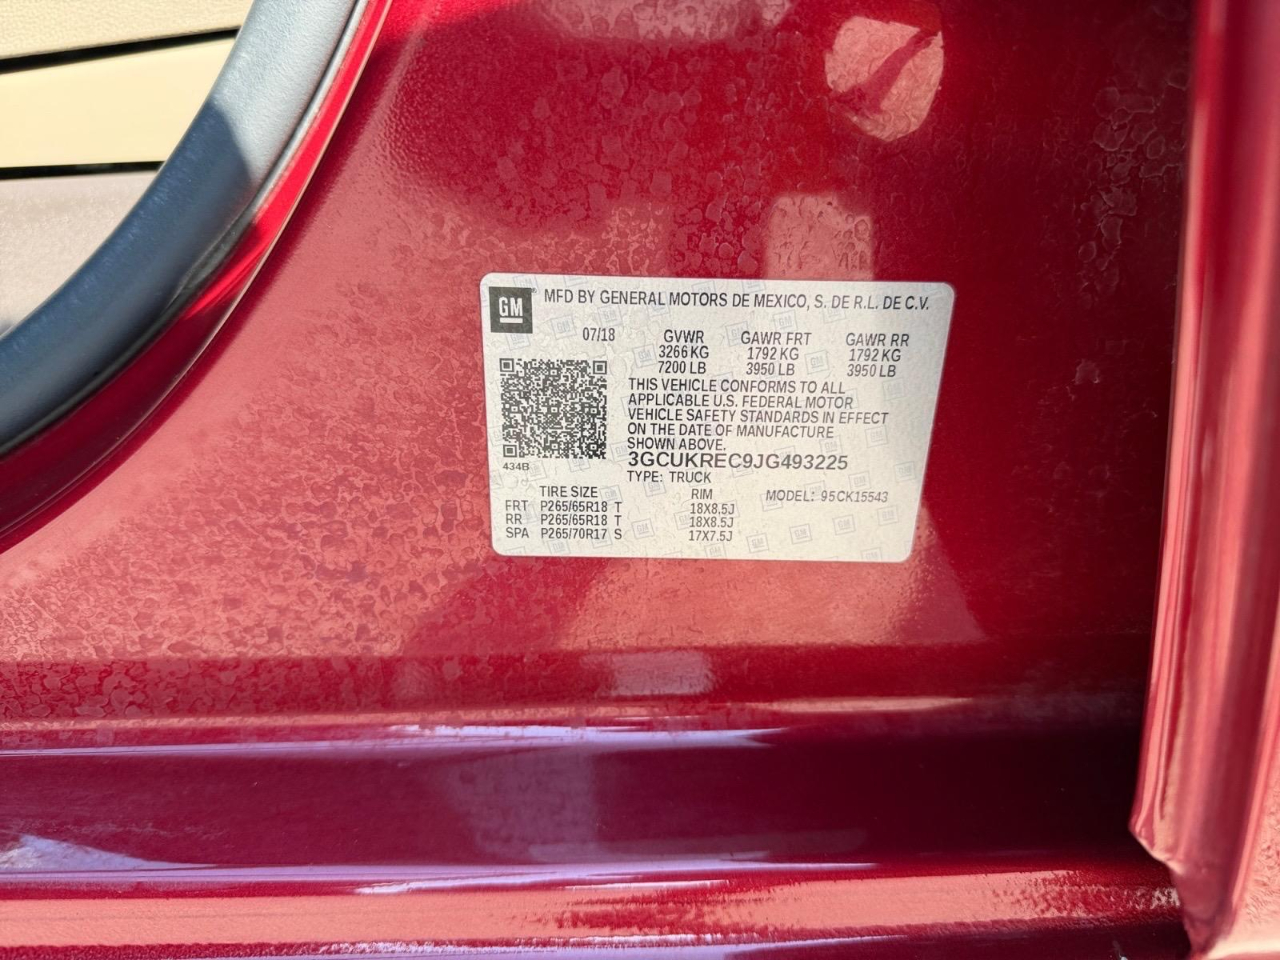 GM MFD BY GENERAL MOTORS DE MEXICO, S. DE R.L. DE C.V.
07/18 GVWR GAWR FRT GAWR RR
3266 KG 1792 KG 1792 KG
7200 LB 3950 LB 3950 LB
THIS VEHICLE CONFORMS TO ALL
APPLICABLE U.S. FEDERAL MOTOR
VEHICLE SAFETY STANDARDS IN EFFECT
ON THE DATE OF MANUFACTURE
SHOWN ABOVE.
434B 3GCUKREC9JG493225
TYPE: TRUCK
TIRE SIZE RIM MODEL: 95CK15543
FRT P265/65R18 T 18X8.5J
RR P265/65R18 T 18X8.5J
SPA P265/70R17 S 17X7.5J